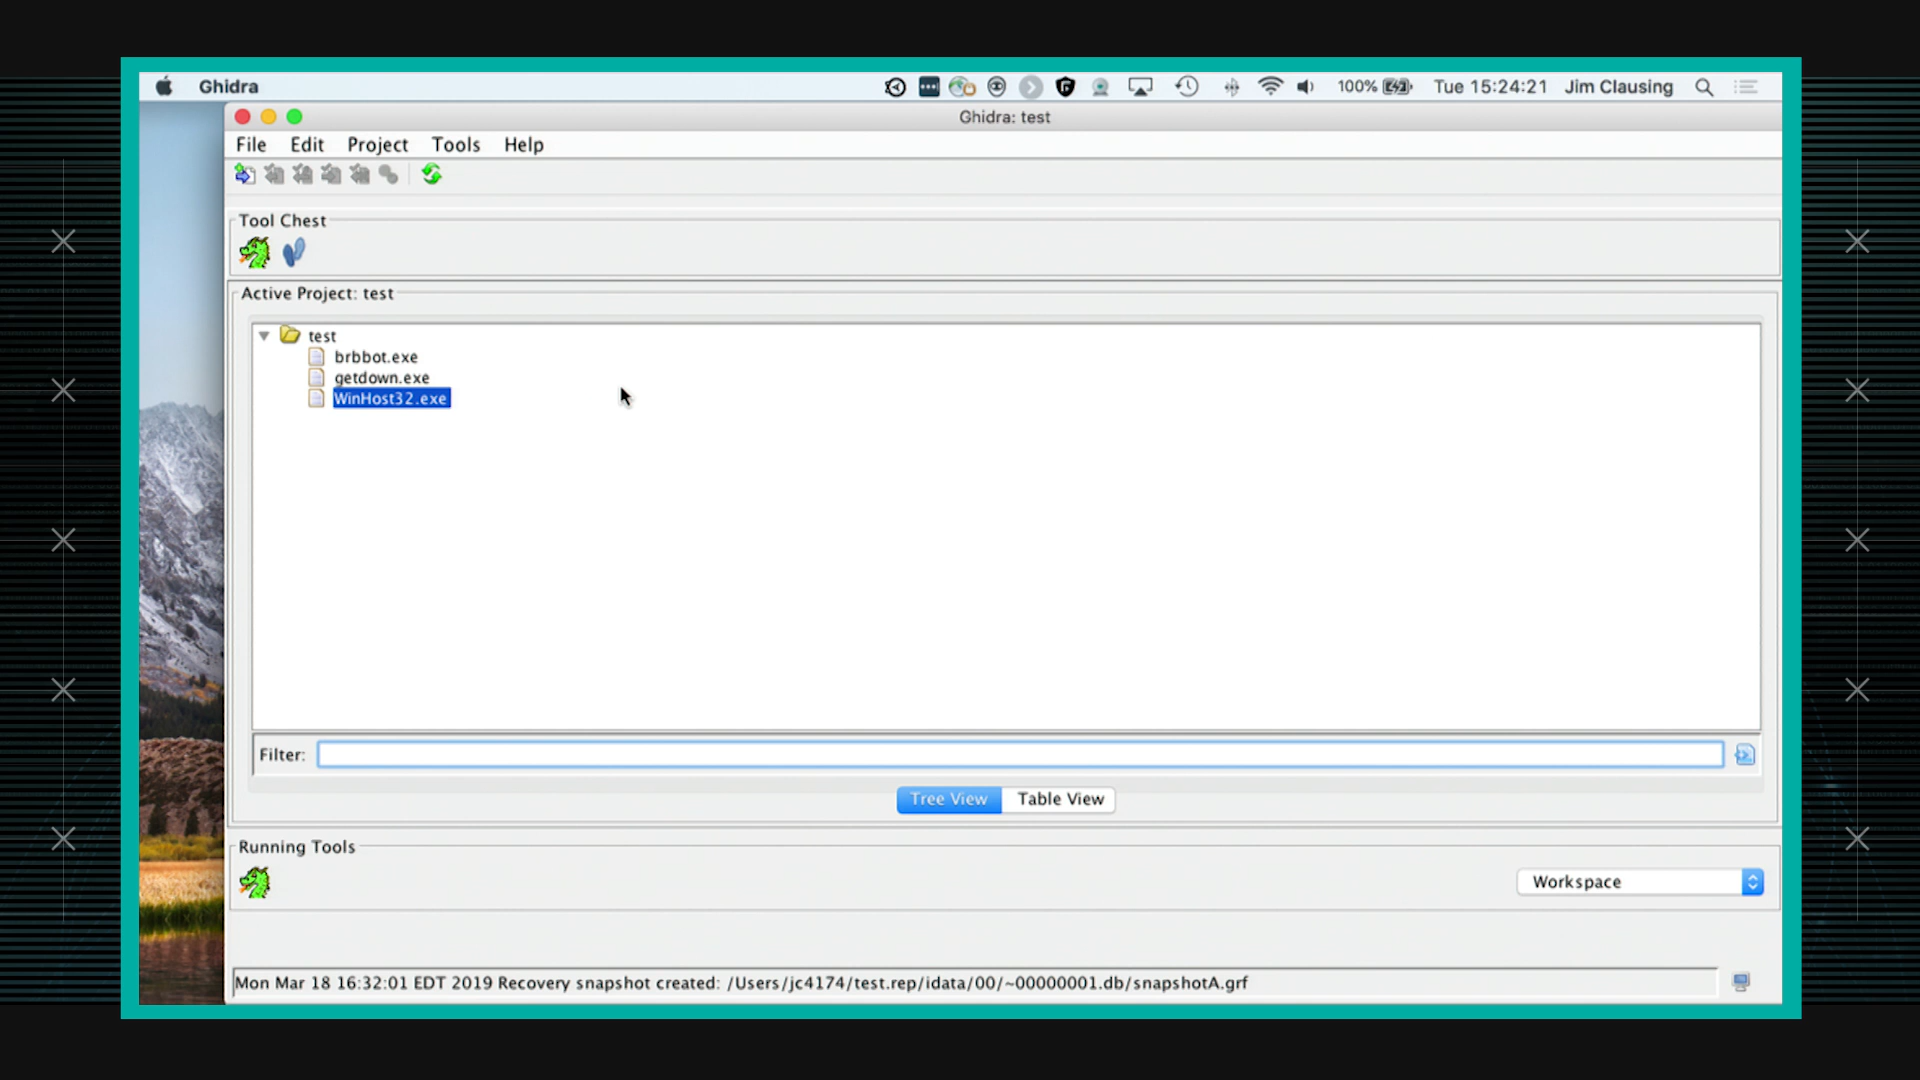 Ghidra 100% Tue 15:24:21 Jim Clausing
Ghidra: test
File Edit Project Tools Help
Tool Chest
Active Project: test
test
brbbot.exe
getdown.exe
WinHost32.exe
Filter:
Tree View Table View
Running Tools
Workspace
Mon Mar 18 16:32:01 EDT 2019 Recovery snapshot created: /Users/jc4174/test.rep/idata/00/~00000001.db/snapshotA.grf